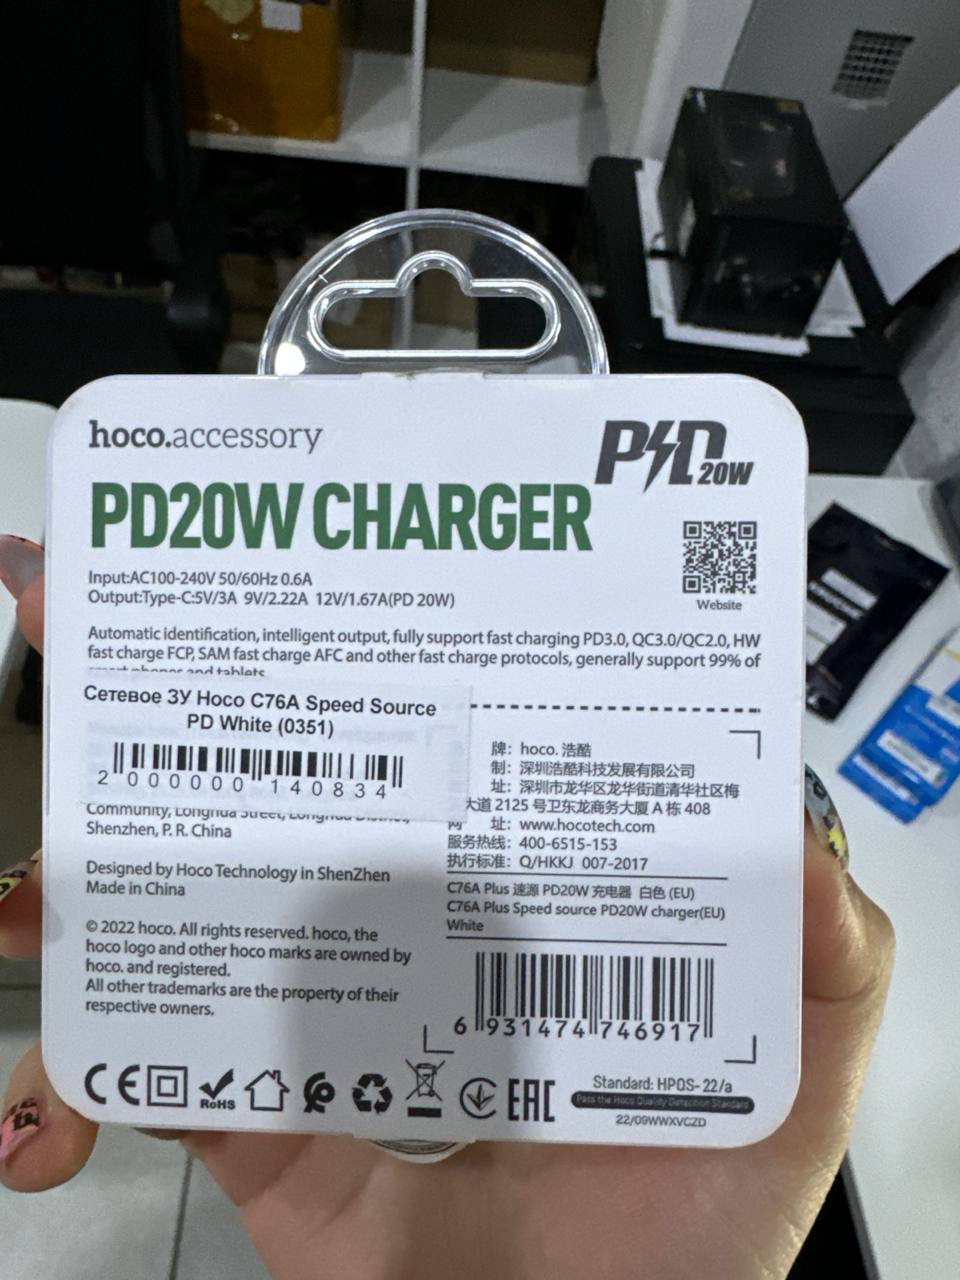 hoco.accessory
PD 20W
PD20W CHARGER
Input:AC100-240V 50/60Hz 0.6A
Output:Type-C:5V/3A 9V/2.22A 12V/1.67A(PD 20W)
Website
Automatic identification, intelligent output, fully support fast charging PD3.0, QC3.0/QC2.0, HW
fast charge FCP, SAM fast charge AFC and other fast charge protocols, generally support 99% of
smart phones and tablets
Сетевое ЗУ Hoco C76A Speed Source
PD White (0351)
2 000000 140834
Community, Longhua Street, Longhua District,
Shenzhen, P. R. China
Designed by Hoco Technology in ShenZhen
Made in China
© 2022 hoco. All rights reserved. hoco, the
hoco logo and other hoco marks are owned by
hoco. and registered.
All other trademarks are the property of their
respective owners.
牌：hoco. 浩酷
制：深圳浩酷科技发展有限公司
址：深圳市龙华区龙华街道清华社区梅
大道 2125 号卫东龙商务大厦 A 栋 408
网 址：www.hocotech.com
服务热线：400-6515-153
执行标准：Q/HKKJ 007-2017
C76A Plus 速源 PD20W 充电器 白色 (EU)
C76A Plus Speed source PD20W charger(EU)
White
6 931474 746917
CE RoHS EAC
Standard: HPQS- 22/a
Pass the Hoco Quality Detection Standard
22/09WWXVCZD